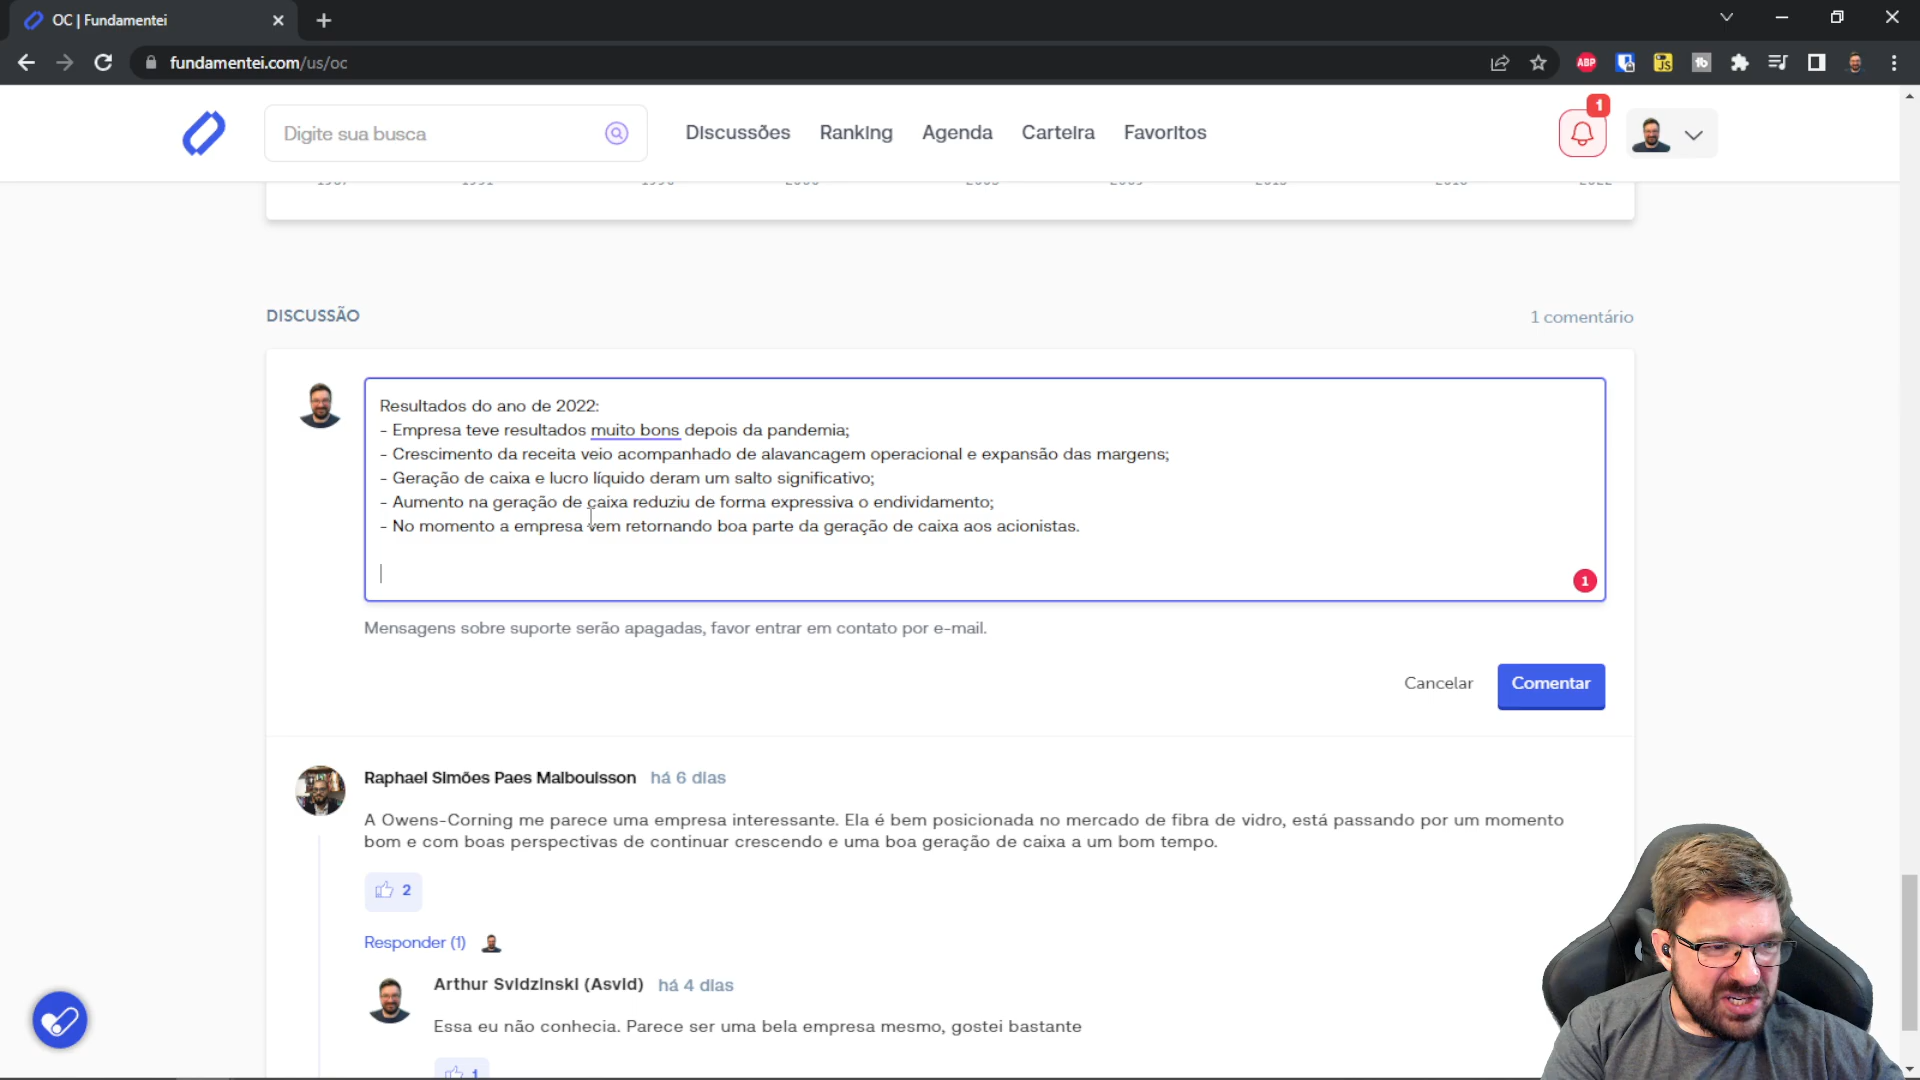 OC | Fundamentei
fundamentei.com/us/oc
ABP
JS
Digite sua busca
Discussões
Ranking
Agenda
Carteira
Favoritos
1
DISCUSSÃO
1 comentário
Resultados do ano de 2022:
- Empresa teve resultados muito bons depois da pandemia;
- Crescimento da receita veio acompanhado de alavancagem operacional e expansão das margens;
- Geração de caixa e lucro líquido deram um salto significativo;
- Aumento na geração de caixa reduziu de forma expressiva o endividamento;
- No momento a empresa vem retornando boa parte da geração de caixa aos acionistas.
1
Mensagens sobre suporte serão apagadas, favor entrar em contato por e-mail.
Cancelar
Comentar
Raphael Simões Paes Malbouisson há 6 dias
A Owens-Corning me parece uma empresa interessante. Ela é bem posicionada no mercado de fibra de vidro, está passando por um momento
bom e com boas perspectivas de continuar crescendo e uma boa geração de caixa a um bom tempo.
2
Responder (1)
Arthur Svidzinski (Asvid) há 4 dias
Essa eu não conhecia. Parece ser uma bela empresa mesmo, gostei bastante
1